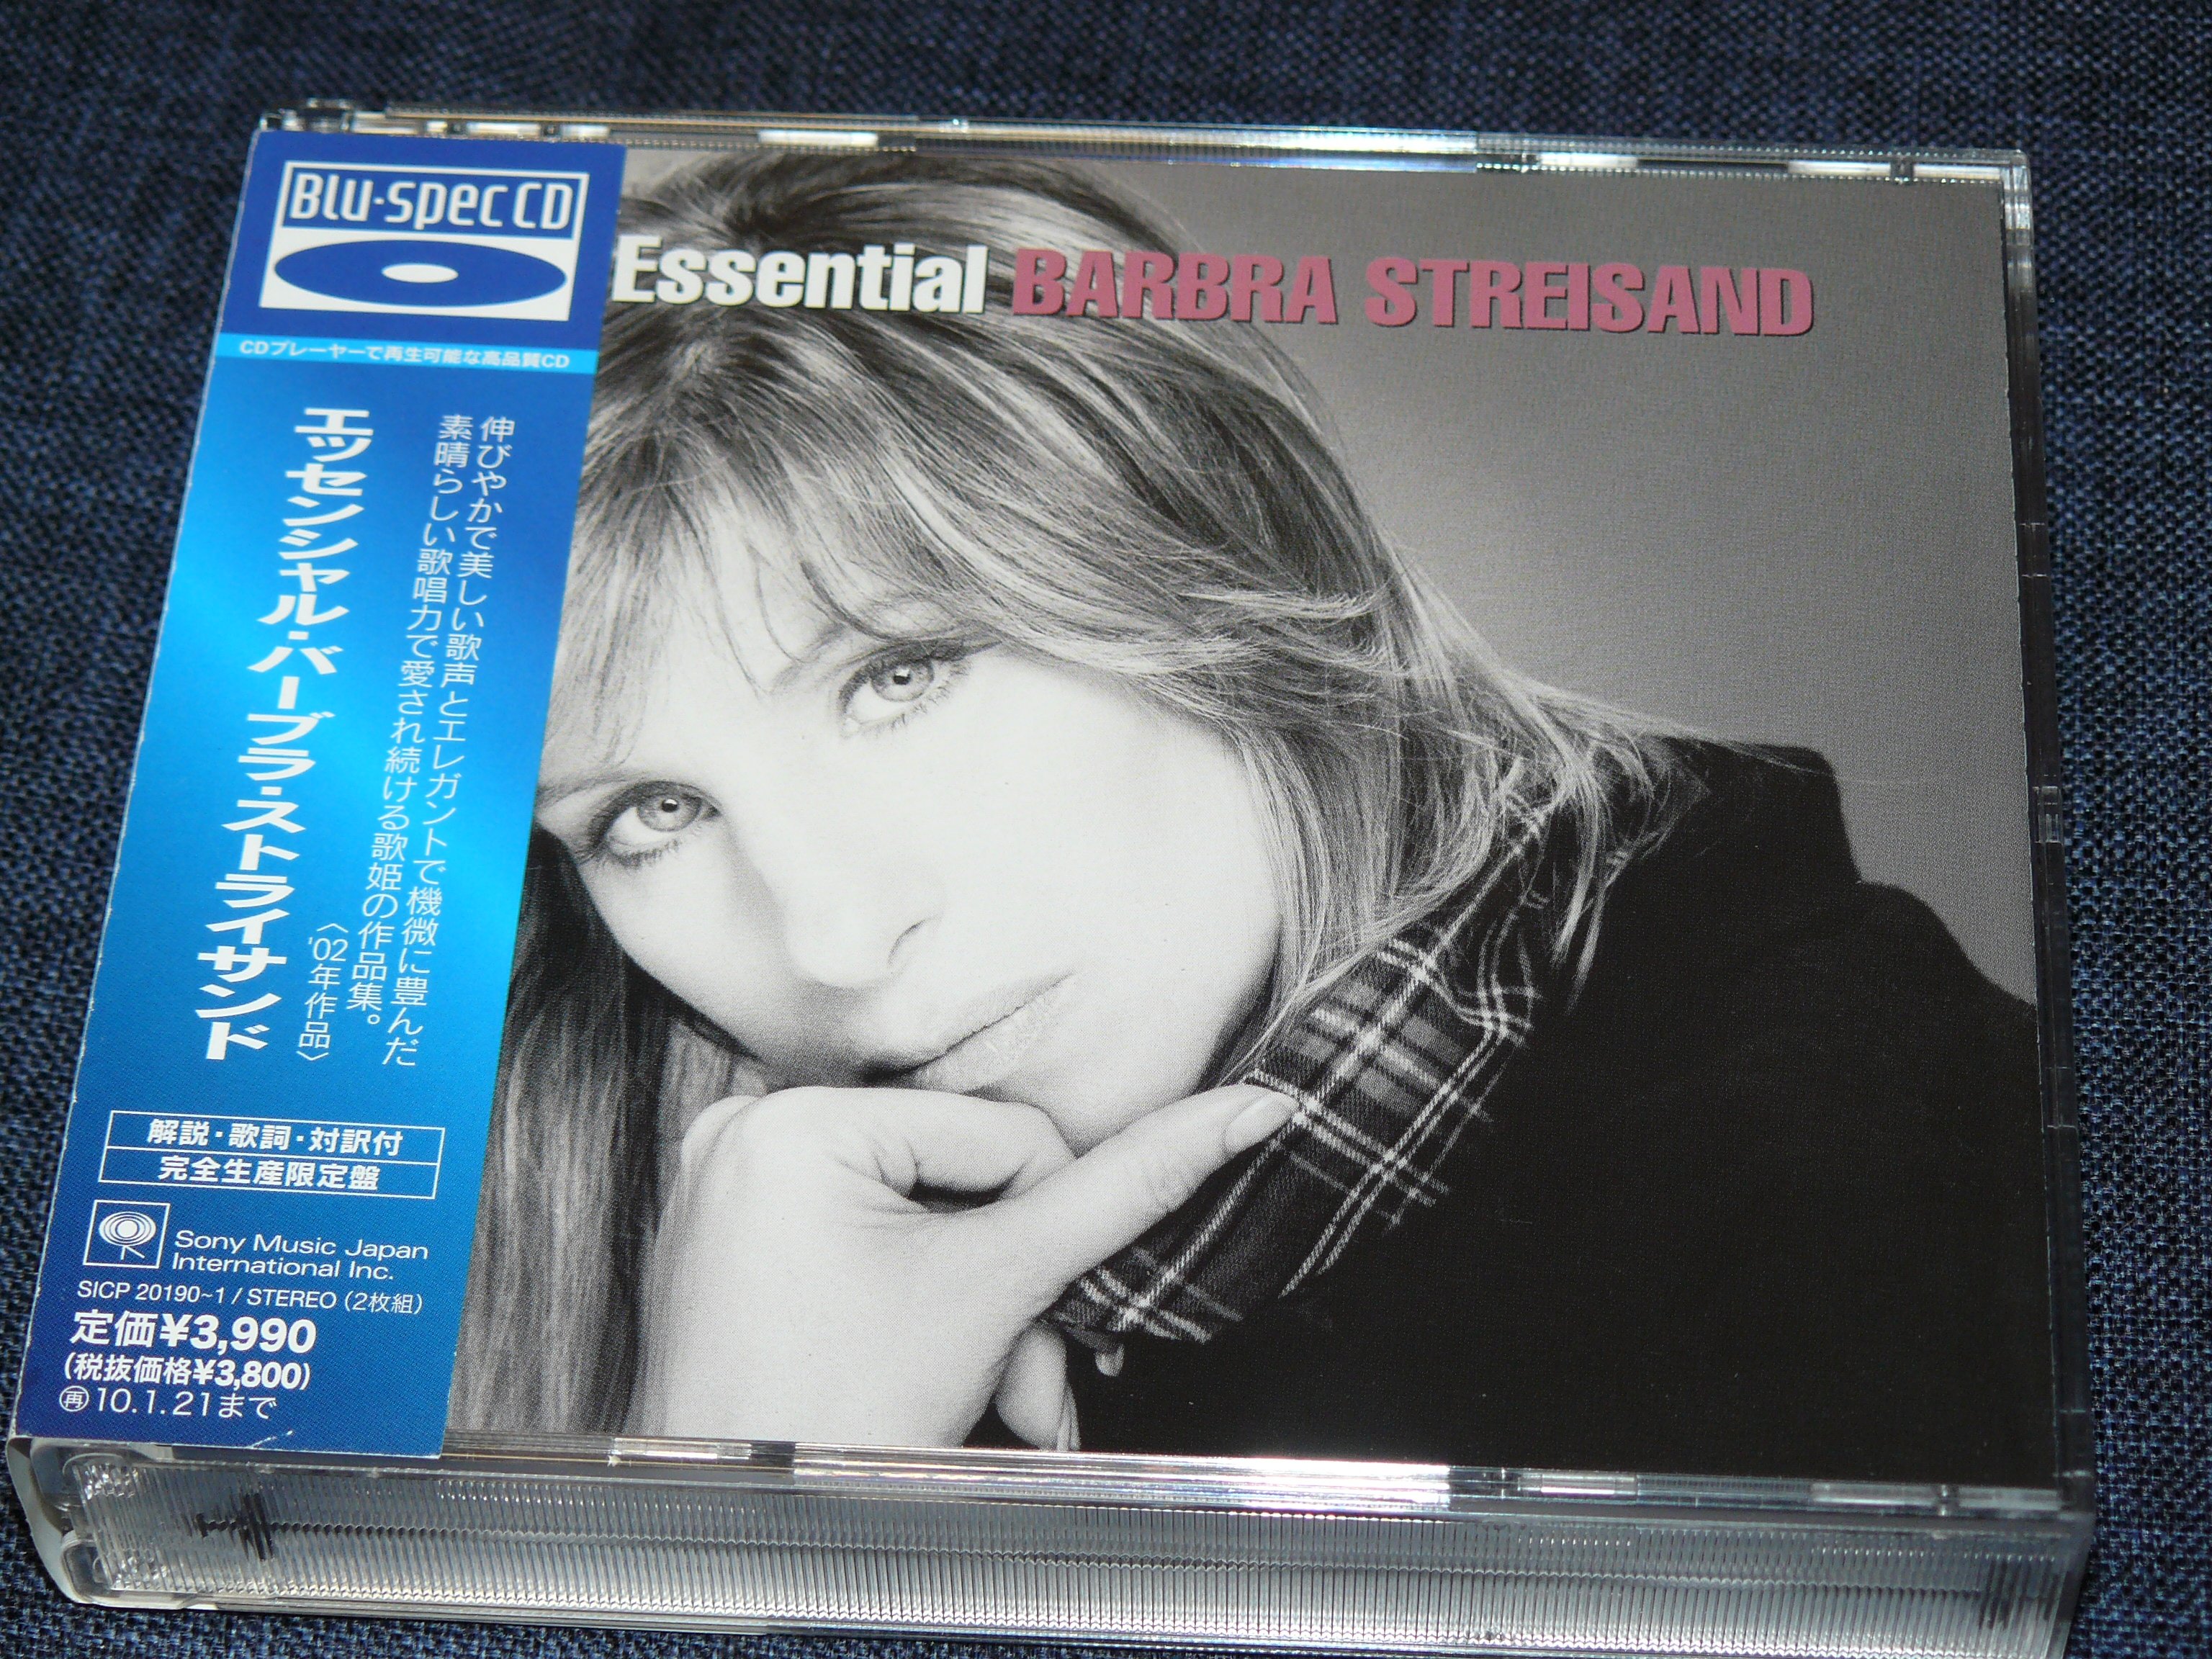 Blu-spec CD
CDプレーヤーで再生可能な高品質CD
Essential BARBRA STREISAND
伸びやかで美しい歌声とエレガントで機微に豊んだ
素晴らしい歌唱力で愛され続ける歌姫の作品集。
〈'02年作品〉
エッセンシャル・バーブラ・ストライサンド
解説・歌詞・対訳付
完全生産限定盤
Sony Music Japan
International Inc.
SICP 20190~1 / STEREO (2枚組)
定価¥3,990
(税抜価格¥3,800)
㊢10.1.21まで